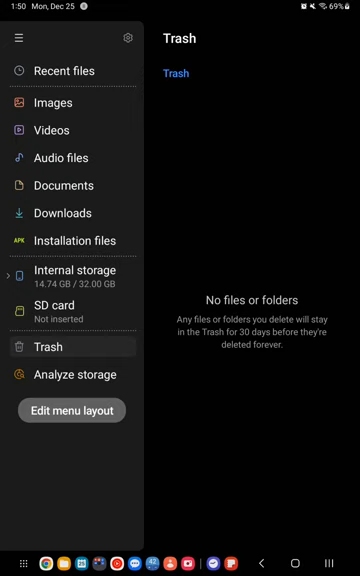 1:50 Mon, Dec 25
69%
Trash
Recent files
Trash
Images
Videos
Audio files
Documents
Downloads
APK Installation files
Internal storage
14.74 GB / 32.00 GB
SD card
Not inserted
Trash
Analyze storage
Edit menu layout
No files or folders
Any files or folders you delete will stay
in the Trash for 30 days before they're
deleted forever.